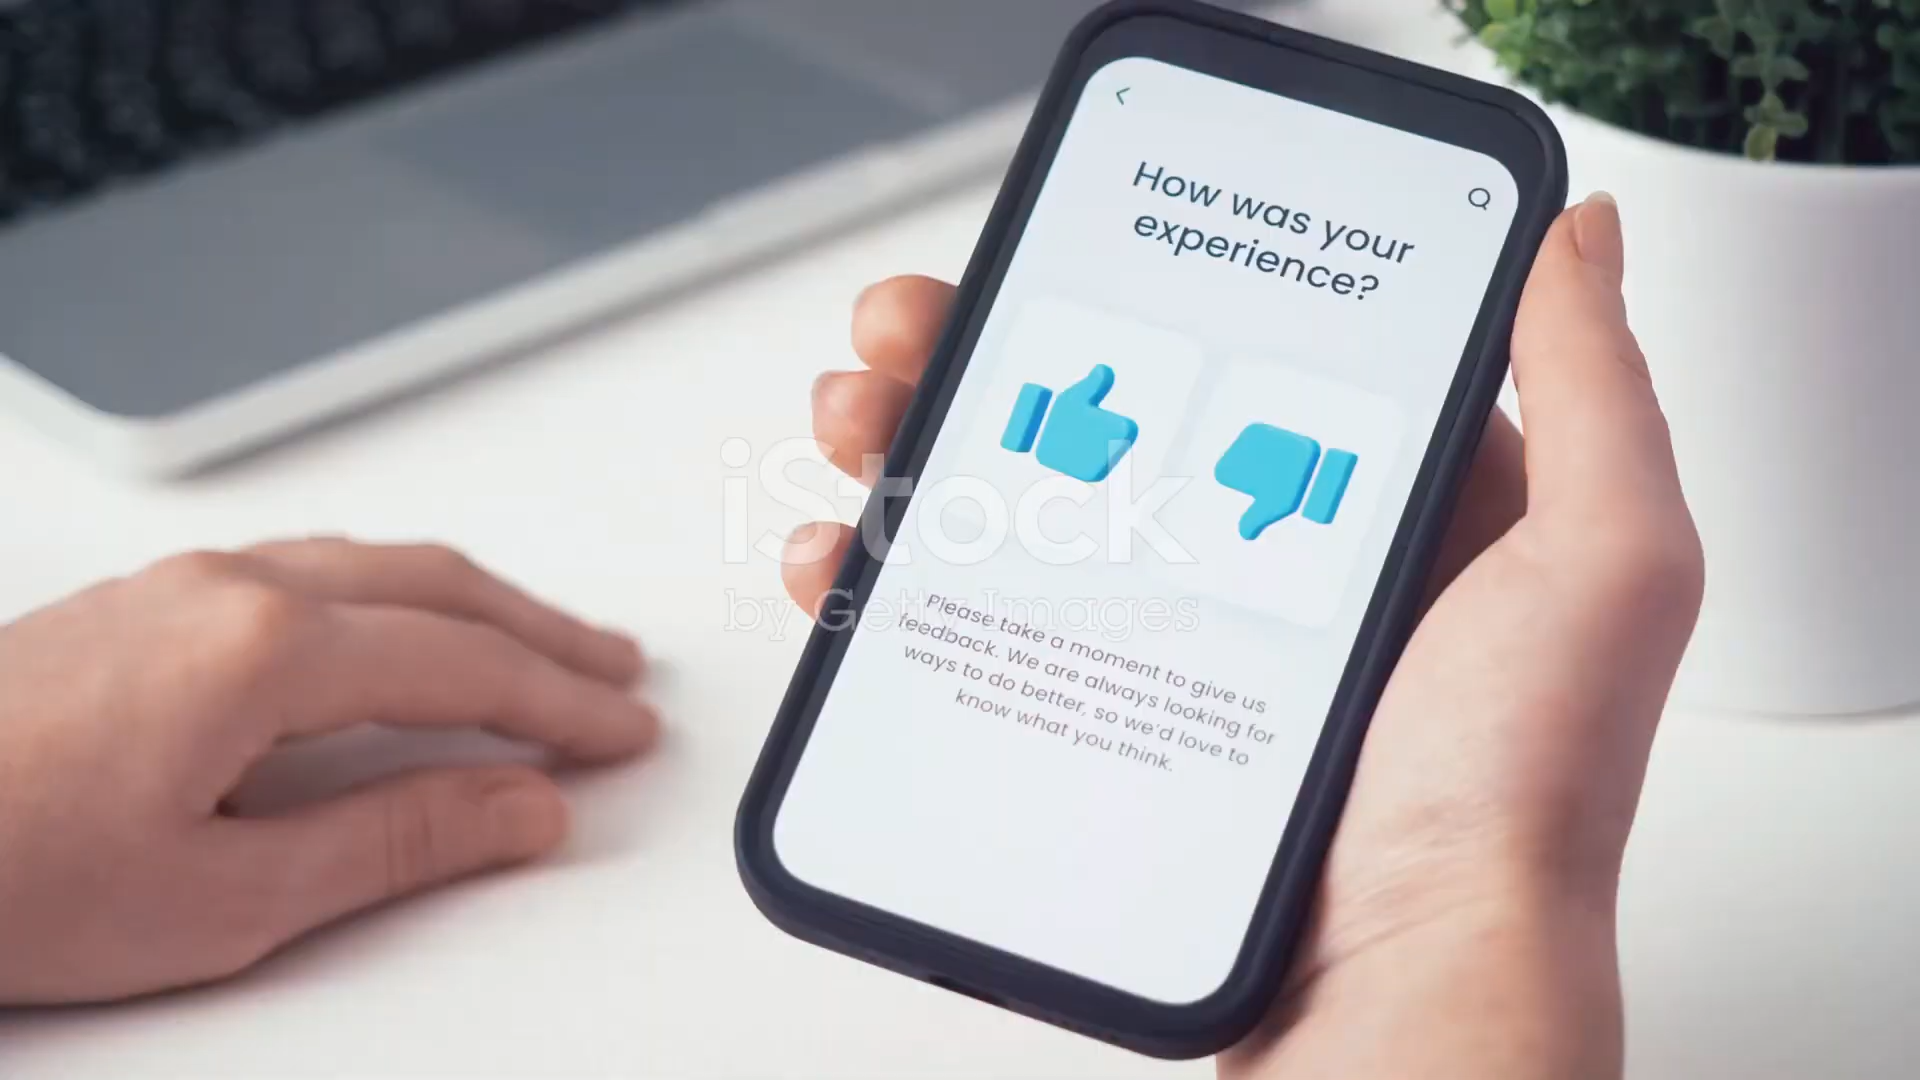 How was your
experience?
iStock
by Getty Images
Please take a moment to give us
feedback. We are always looking for
ways to do better, so we'd love to
know what you think.